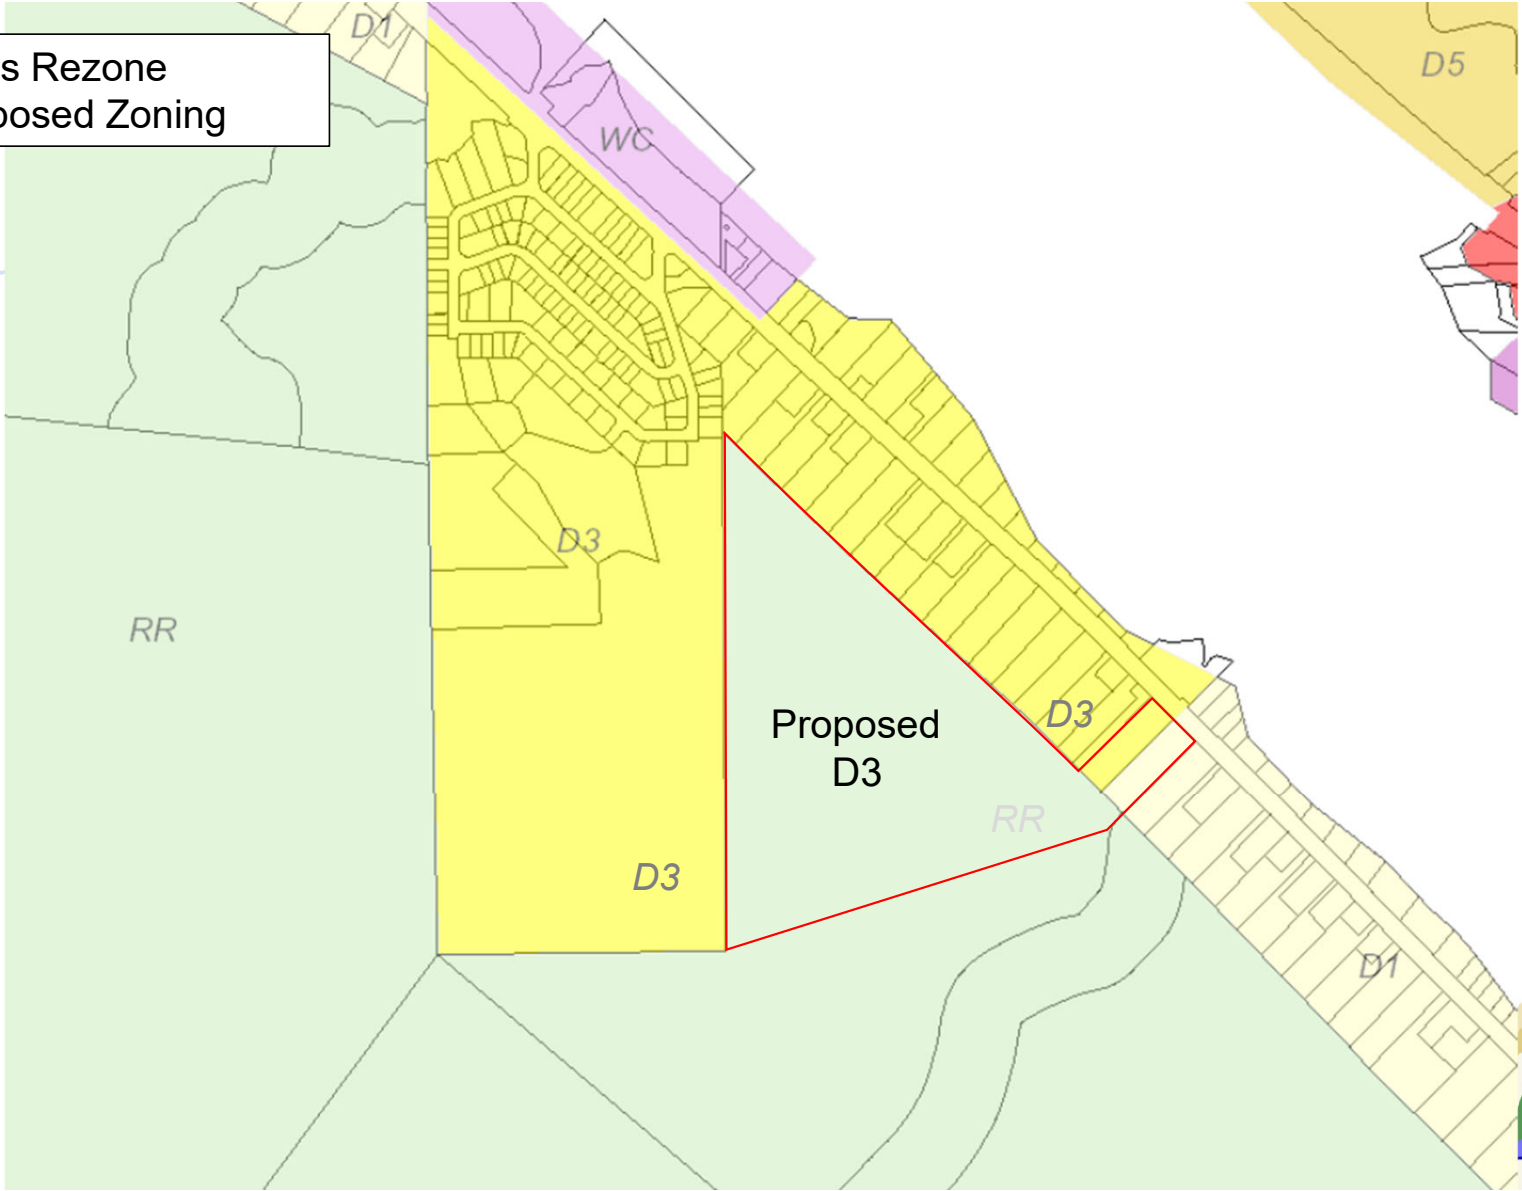 D1
D5
s Rezone
posed Zoning
WC
D3
RR
D3
Proposed
D3
RR
D3
D1